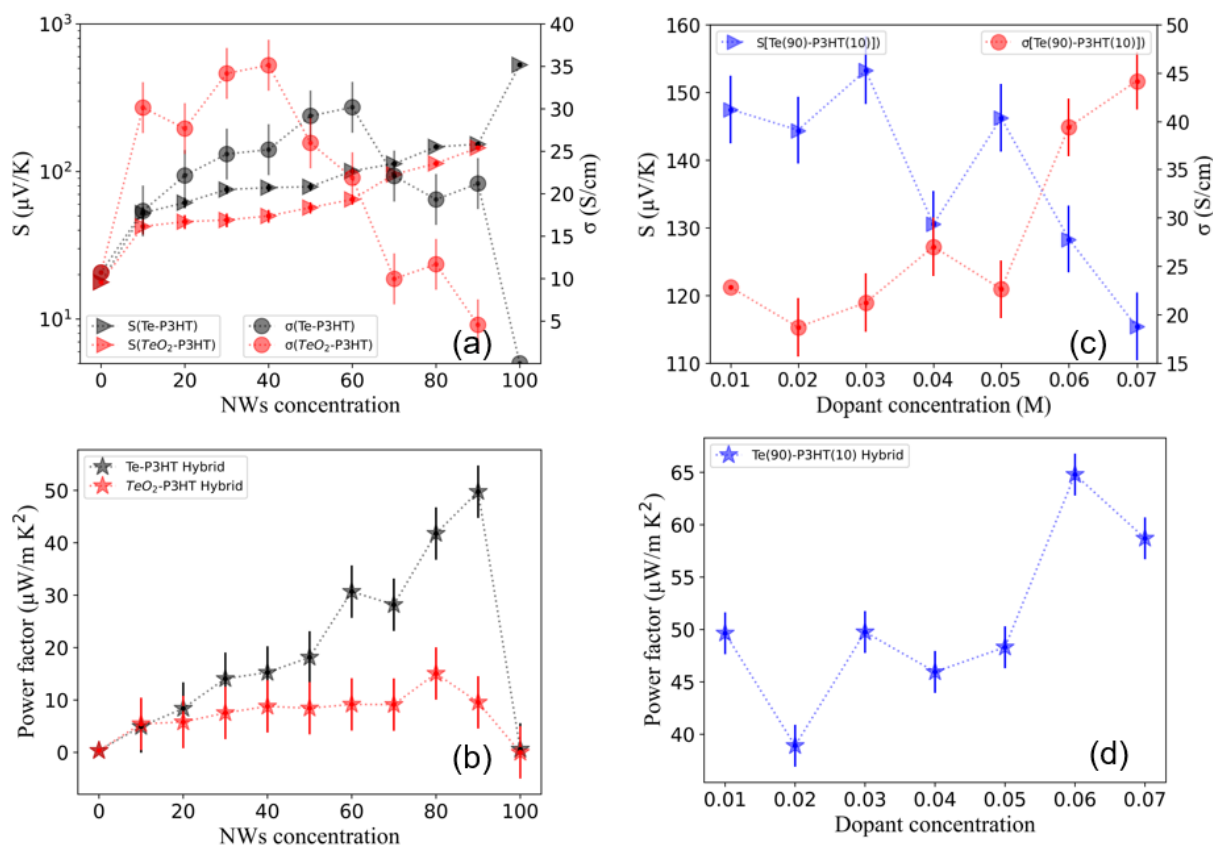 10³
10²
10¹
S (μV/K)
40
35
30
25
20
15
10
5
σ (S/cm)
S(Te-P3HT)
S(TeO₂-P3HT)
σ(Te-P3HT)
σ(TeO₂-P3HT)
(a)
0 20 40 60 80 100
NWs concentration
160
150
140
130
120
110
S (μV/K)
50
45
40
35
30
25
20
15
σ (S/cm)
S[Te(90)-P3HT(10)])
σ[Te(90)-P3HT(10)])
(c)
0.01 0.02 0.03 0.04 0.05 0.06 0.07
Dopant concentration (M)
50
40
30
20
10
0
Power factor (μW/m K²)
Te-P3HT Hybrid
TeO₂-P3HT Hybrid
(b)
0 20 40 60 80 100
NWs concentration
65
60
55
50
45
40
Power factor (μW/m K²)
Te(90)-P3HT(10) Hybrid
(d)
0.01 0.02 0.03 0.04 0.05 0.06 0.07
Dopant concentration